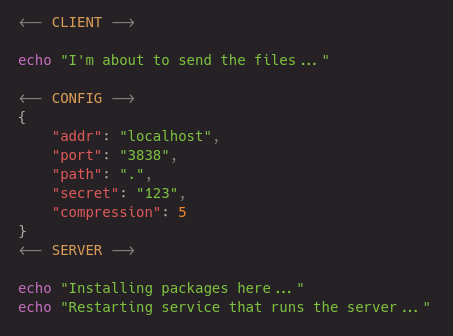 <-- CLIENT -->
echo "I'm about to send the files..."
<-- CONFIG -->
{
"addr": "localhost",
"port": "3838",
"path": ".",
"secret": "123",
"compression": 5
}
<-- SERVER -->
echo "Installing packages here..."
echo "Restarting service that runs the server..."